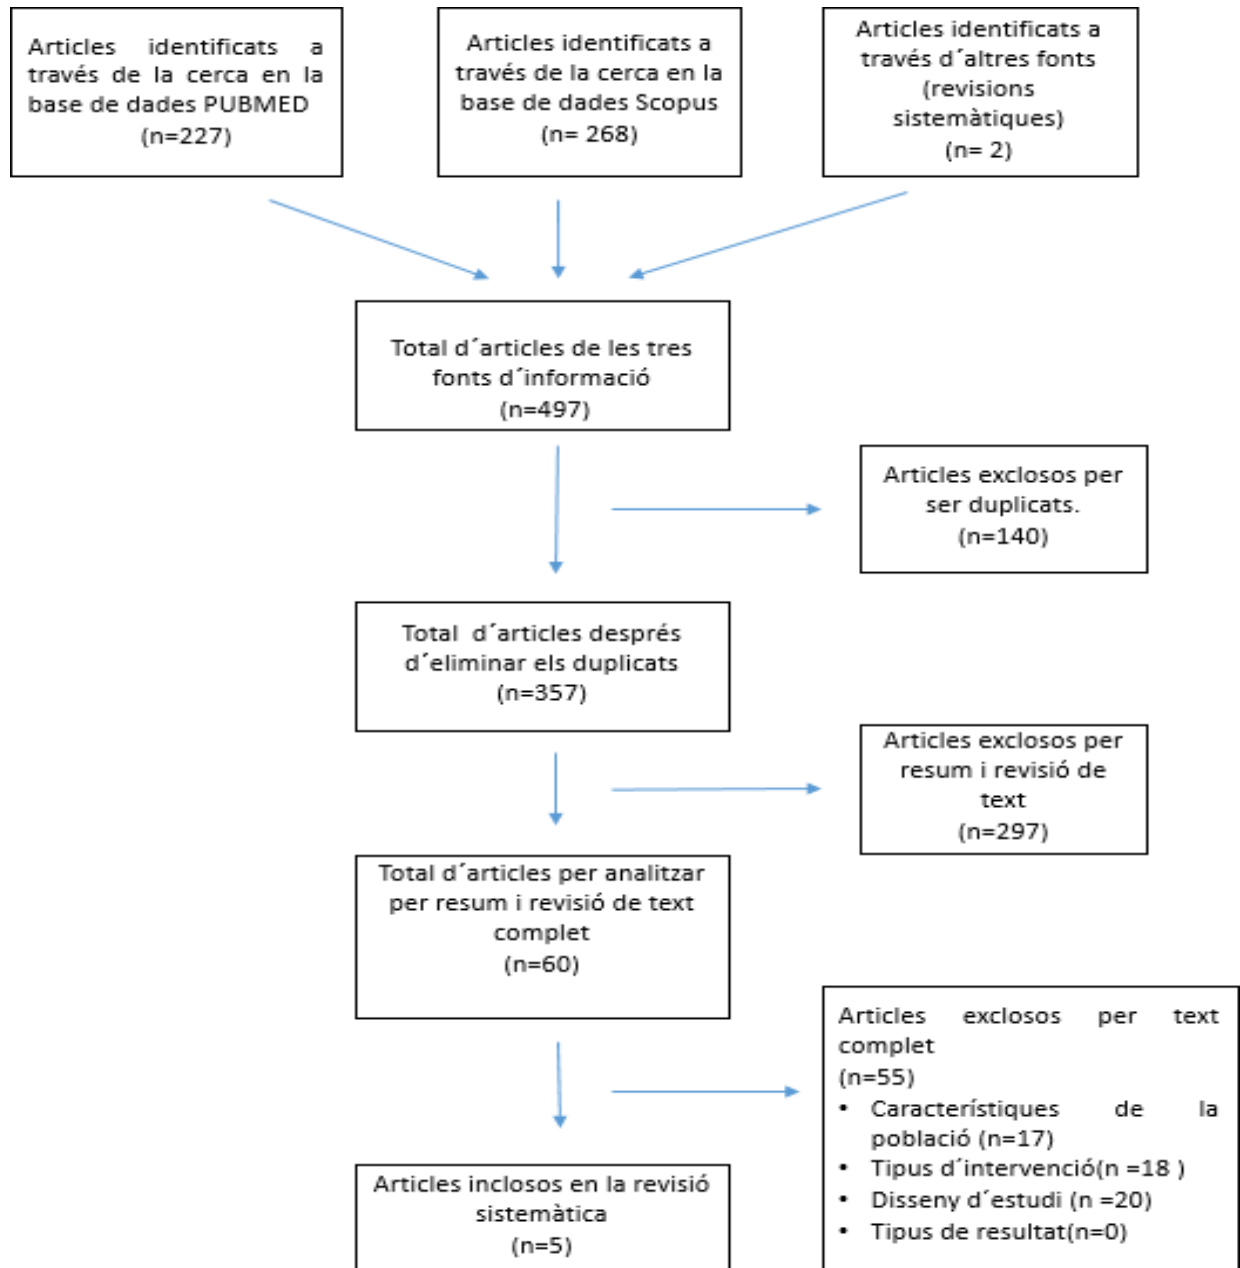 Articles identificats a
través de la cerca en la
base de dades PUBMED
(n=227)
Articles identificats a
través de la cerca en la
base de dades Scopus
(n= 268)
Articles identificats a
través d´altres fonts
(revisions
sistemàtiques)
(n= 2)
Total d´articles de les tres
fonts d´informació
(n=497)
Articles exclosos per
ser duplicats.
(n=140)
Total d´articles després
d´eliminar els duplicats
(n=357)
Articles exclosos per
resum i revisió de
text
(n=297)
Total d´articles per analitzar
per resum i revisió de text
complet
(n=60)
Articles exclosos per text
complet
(n=55)
• Característiques de la
població (n=17)
• Tipus d´intervenció(n =18 )
• Disseny d´estudi (n =20)
• Tipus de resultat(n=0)
Articles inclosos en la revisió
sistemàtica
(n=5)